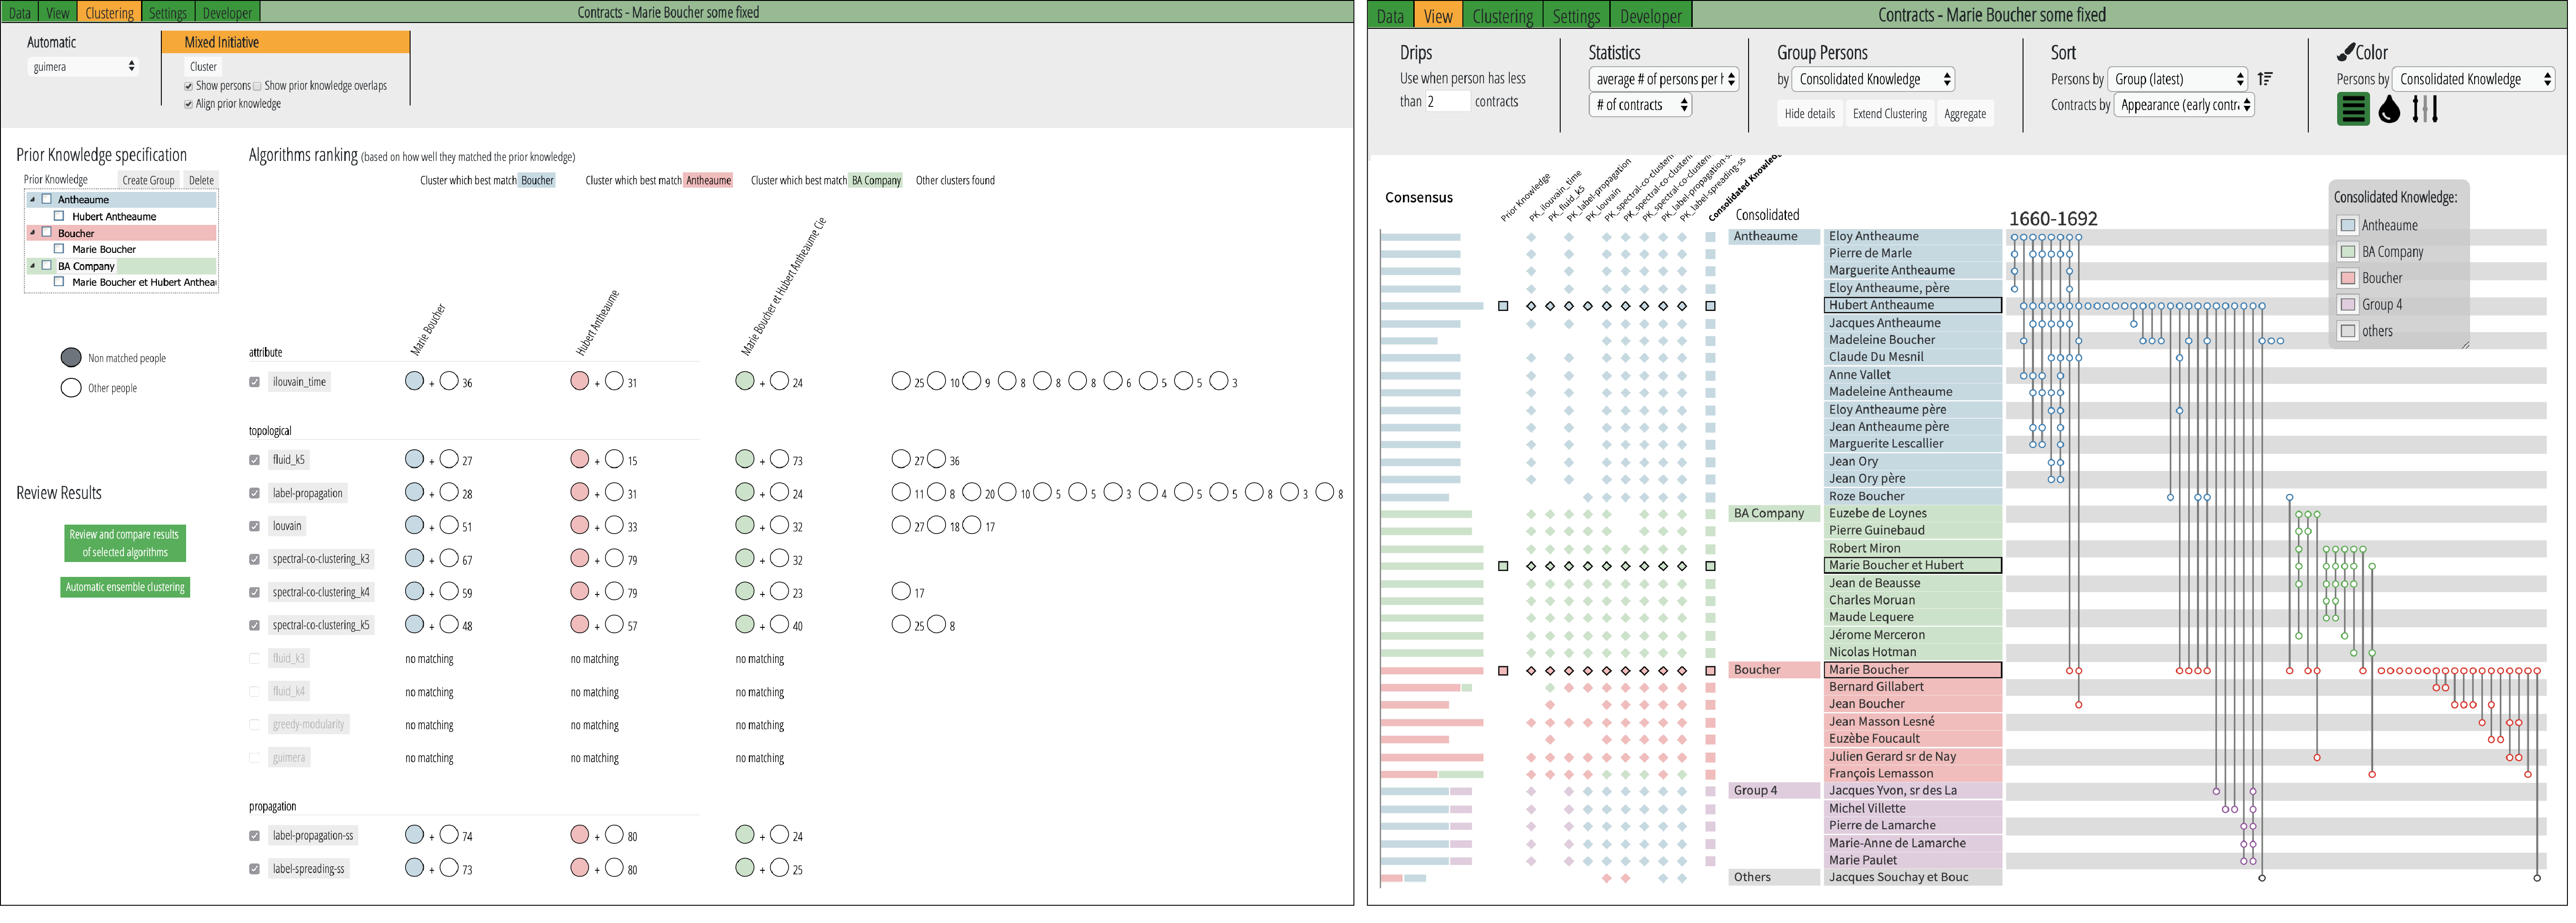 Data View Clustering Settings Developer Contracts - Marie Boucher some fixed
Automatic
guimera
Mixed Initiative
Cluster
Show persons Show prior knowledge overlaps
Align prior knowledge
Prior Knowledge specification
Prior Knowledge Create Group Delete
Antheaume
Hubert Antheaume
Boucher
Marie Boucher
BA Company
Marie Boucher et Hubert Antheau
Non matched people
Other people
Review Results
Review and compare results
of selected algorithms
Automatic ensemble clustering
Algorithms ranking (based on how well they matched the prior knowledge)
Cluster which best match Boucher Cluster which best match Antheaume Cluster which best match BA Company Other clusters found
Marie Boucher
Hubert Antheaume
Marie Boucher et Hubert Antheaume Cie
attribute
ilouvain_time + 36 + 31 + 24 25 10 9 8 8 8 6 5 5 3
topological
fluid_k5 + 27 + 15 + 73 27 36
label-propagation + 28 + 31 + 24 11 8 20 10 5 5 3 4 5 5 8 3 8
louvain + 51 + 33 + 32 27 18 17
spectral-co-clustering_k3 + 67 + 79 + 32
spectral-co-clustering_k4 + 59 + 79 + 23 17
spectral-co-clustering_k5 + 48 + 57 + 40 25 8
fluid_k3 no matching no matching no matching
fluid_k4 no matching no matching no matching
greedy-modularity no matching no matching no matching
guimera no matching no matching no matching
propagation
label-propagation-ss + 74 + 80 + 24
label-spreading-ss + 73 + 80 + 25
Data View Clustering Settings Developer Contracts - Marie Boucher some fixed
Drips
Use when person has less
than 2 contracts
Statistics
average # of persons per
# of contracts
Group Persons
by Consolidated Knowledge
Hide details Extend Clustering Aggregate
Sort
Persons by Group (latest)
Contracts by Appearance (early contr
Color
Persons by Consolidated Knowledge
Consensus
Prior Knowledge
PK_ilouvain_time
PK_fluid_k5
PK_label-propagation
PK_louvain
PK_spectral-co-clusteri
PK_spectral-co-clusteri
PK_spectral-co-clusteri
PK_label-propagation-s
PK_label-spreading-ss
Consolidated Knowledg
Consolidated
1660-1692
Consolidated Knowledge:
Antheaume
BA Company
Boucher
Group 4
others
Antheaume Eloy Antheaume
Pierre de Marle
Marguerite Antheaume
Eloy Antheaume, père
Hubert Antheaume
Jacques Antheaume
Madeleine Boucher
Claude Du Mesnil
Anne Vallet
Madeleine Antheaume
Eloy Antheaume père
Jean Antheaume père
Marguerite Lescallier
Jean Ory
Jean Ory père
Roze Boucher
BA Company Euzebe de Loynes
Pierre Guinebaud
Robert Miron
Marie Boucher et Hubert
Jean de Beausse
Charles Moruan
Maude Lequere
Jérome Merceron
Nicolas Hotman
Boucher Marie Boucher
Bernard Gillabert
Jean Boucher
Jean Masson Lesné
Euzèbe Foucault
Julien Gerard sr de Nay
François Lemasson
Group 4 Jacques Yvon, sr des La
Michel Villette
Pierre de Lamarche
Marie-Anne de Lamarche
Marie Paulet
Others Jacques Souchay et Bouc